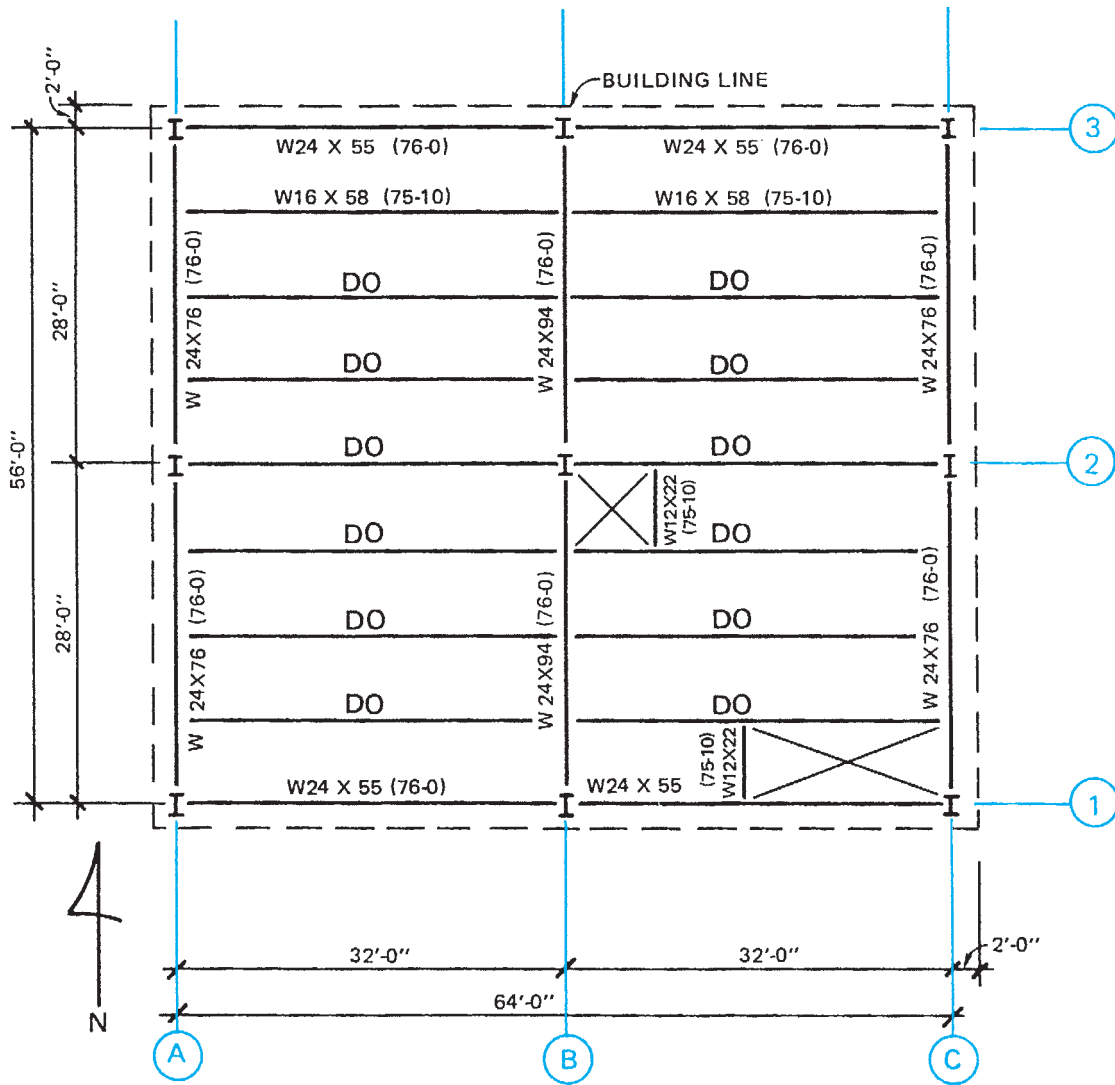 2'-0"
BUILDING LINE
3
W24 X 55 (76-0)
W24 X 55 (76-0)
W16 X 58 (75-10)
W16 X 58 (75-10)
W 24X76 (76-0)
W 24X94 (76-0)
W 24X76 (76-0)
DO
DO
28'-0"
DO
DO
56'-0"
DO
DO
2
W12X22
(75-10)
DO
DO
W 24X76 (76-0)
W 24X94 (76-0)
W 24X76 (76-0)
28'-0"
DO
DO
DO
DO
(75-10)
W12X22
W24 X 55 (76-0)
W24 X 55
1
N
32'-0"
32'-0"
2'-0"
64'-0"
A
B
C